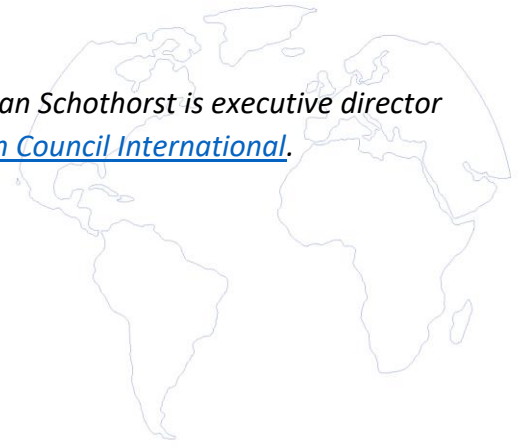 an Schothorst is executive director
n Council International.